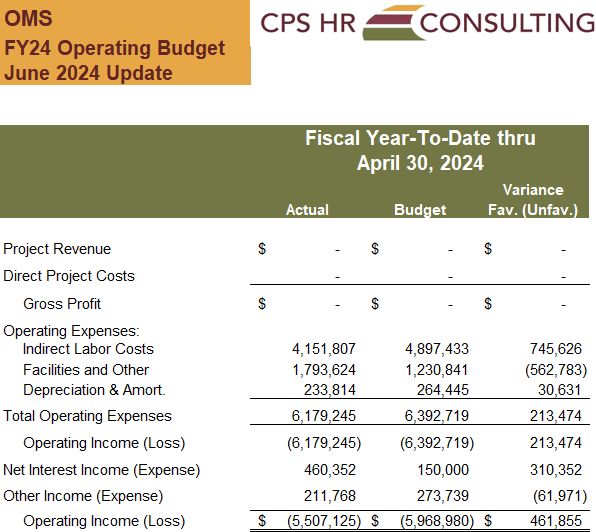 OMS
FY24 Operating Budget
June 2024 Update
CPS HR CONSULTING
Fiscal Year-To-Date thru
April 30, 2024
Variance
Actual Budget Fav. (Unfav.)
Project Revenue $ - $ - $ -
Direct Project Costs - - -
Gross Profit $ - $ - $ -
Operating Expenses:
Indirect Labor Costs 4,151,807 4,897,433 745,626
Facilities and Other 1,793,624 1,230,841 (562,783)
Depreciation & Amort. 233,814 264,445 30,631
Total Operating Expenses 6,179,245 6,392,719 213,474
Operating Income (Loss) (6,179,245) (6,392,719) 213,474
Net Interest Income (Expense) 460,352 150,000 310,352
Other Income (Expense) 211,768 273,739 (61,971)
Operating Income (Loss) $ (5,507,125) $ (5,968,980) $ 461,855